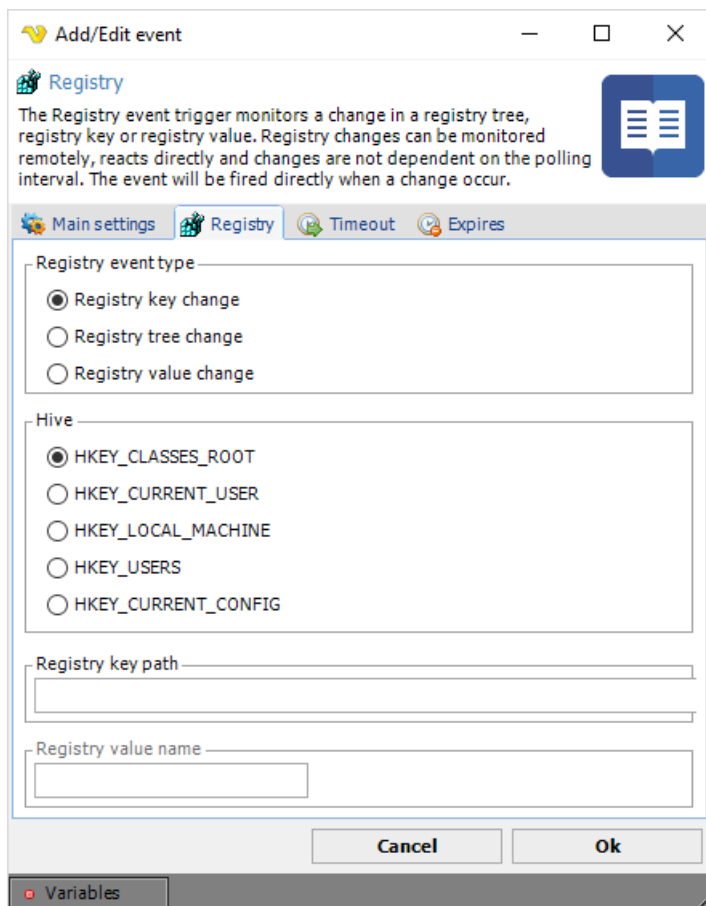 Add/Edit event
Registry
The Registry event trigger monitors a change in a registry tree,
registry key or registry value. Registry changes can be monitored
remotely, reacts directly and changes are not dependent on the polling
interval. The event will be fired directly when a change occur.
Main settings Registry Timeout Expires
Registry event type
Registry key change
Registry tree change
Registry value change
Hive
HKEY_CLASSES_ROOT
HKEY_CURRENT_USER
HKEY_LOCAL_MACHINE
HKEY_USERS
HKEY_CURRENT_CONFIG
Registry key path
Registry value name
Cancel Ok
Variables